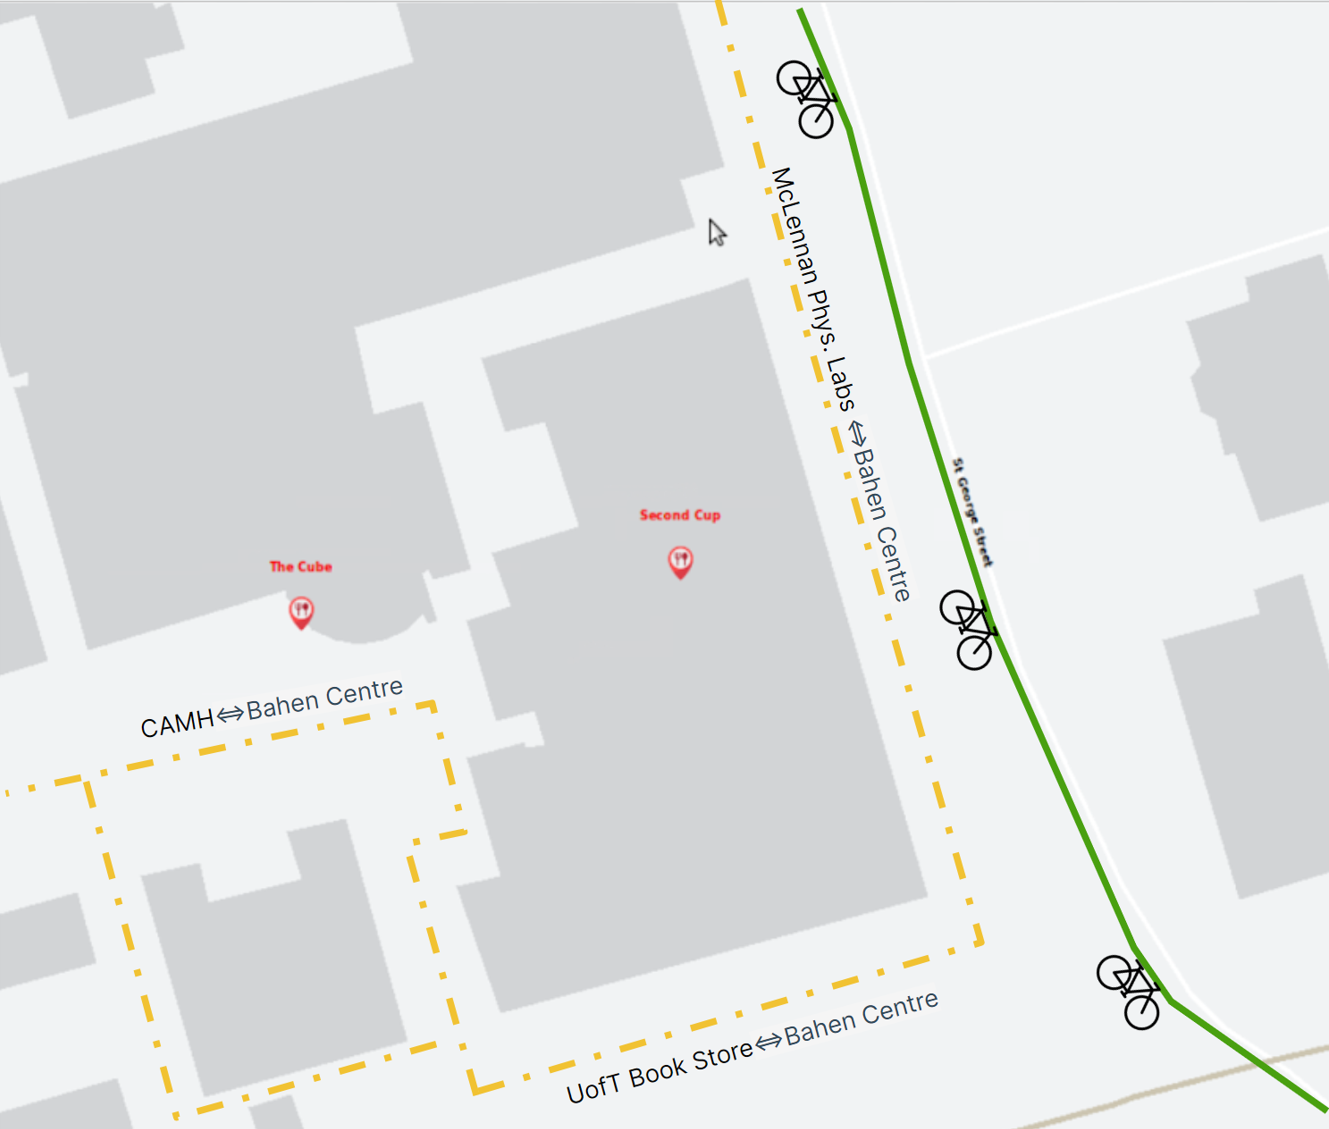 McLennan Phys. Labs ⇔ Bahen Centre
St George Street
Second Cup
The Cube
CAMH⇔Bahen Centre
UofT Book Store⇔Bahen Centre